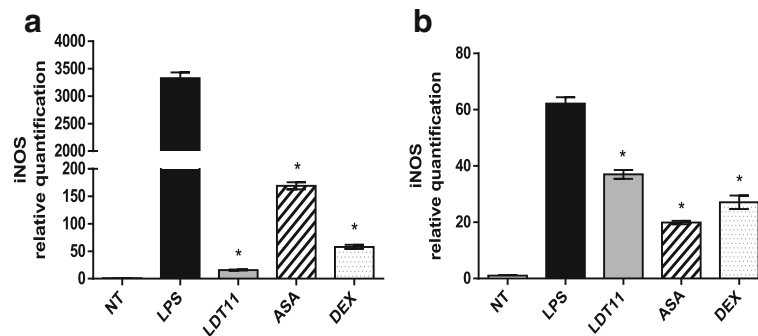 a
iNOS
relative quantification
4000
3500
3000
2500
2000
200
150
100
50
0
*
*
*
NT
LPS
LDT11
ASA
DEX
b
iNOS
relative quantification
80
60
40
20
0
*
*
*
NT
LPS
LDT11
ASA
DEX